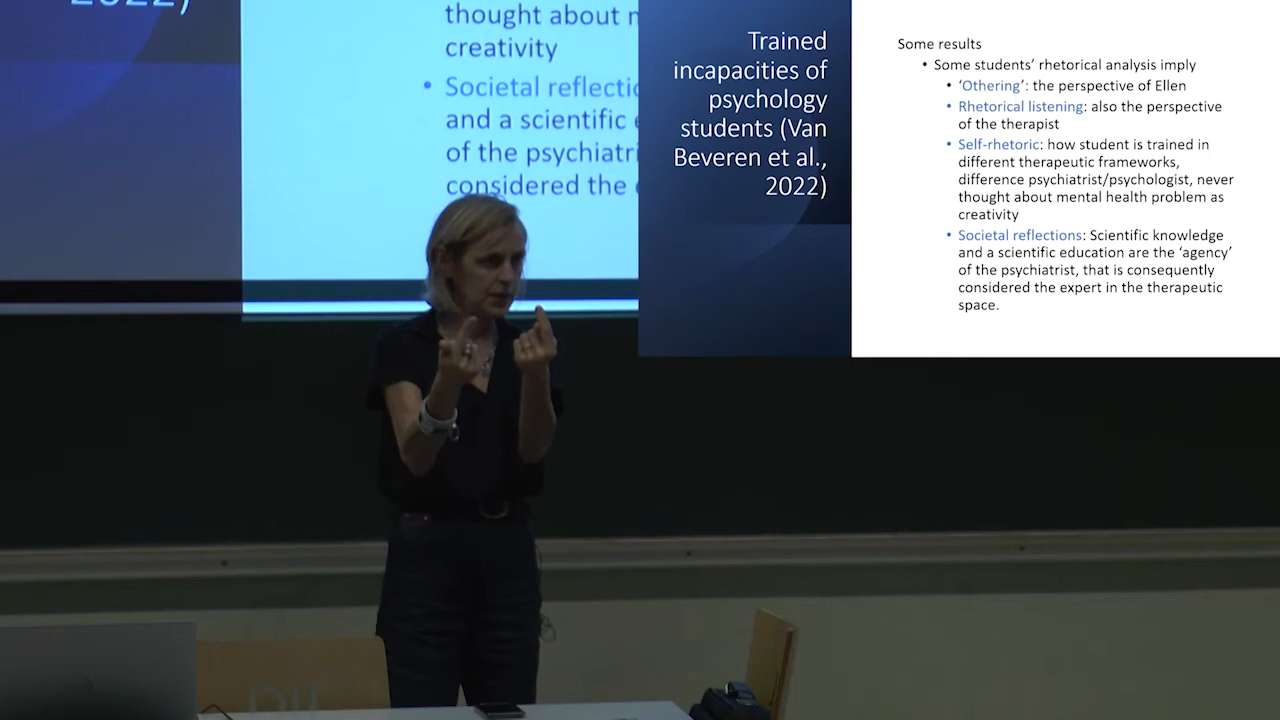 2022)
thought about
creativity
• Societal
and a scientific
of the
considered the
Trained
incapacities of
psychology
students (Van
Beveren et al.,
2022)
Some results
• Some students’ rhetorical analysis imply
• ‘Othering’: the perspective of Ellen
• Rhetorical listening: also the perspective
of the therapist
• Self-rhetoric: how student is trained in
different therapeutic frameworks,
difference psychiatrist/psychologist, never
thought about mental health problem as
creativity
• Societal reflections: Scientific knowledge
and a scientific education are the ‘agency’
of the psychiatrist, that is consequently
considered the expert in the therapeutic
space.